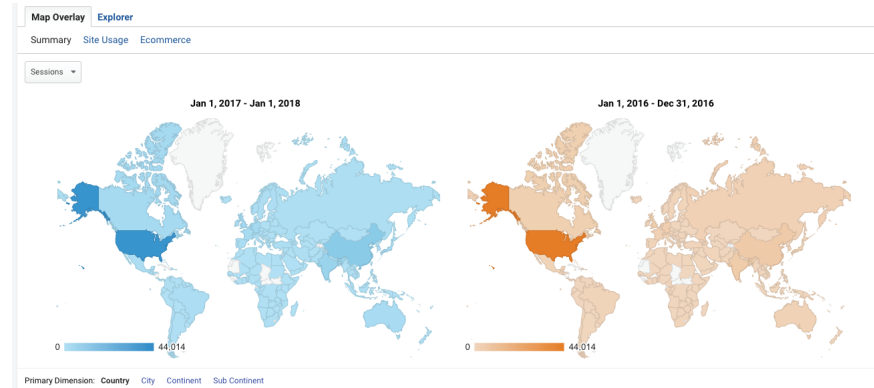 Map Overlay Explorer
Summary Site Usage Ecommerce
Sessions
Jan 1, 2017 - Jan 1, 2018 Jan 1, 2016 - Dec 31, 2016
0 44,014 0 44,014
Primary Dimension: Country City Continent Sub Continent